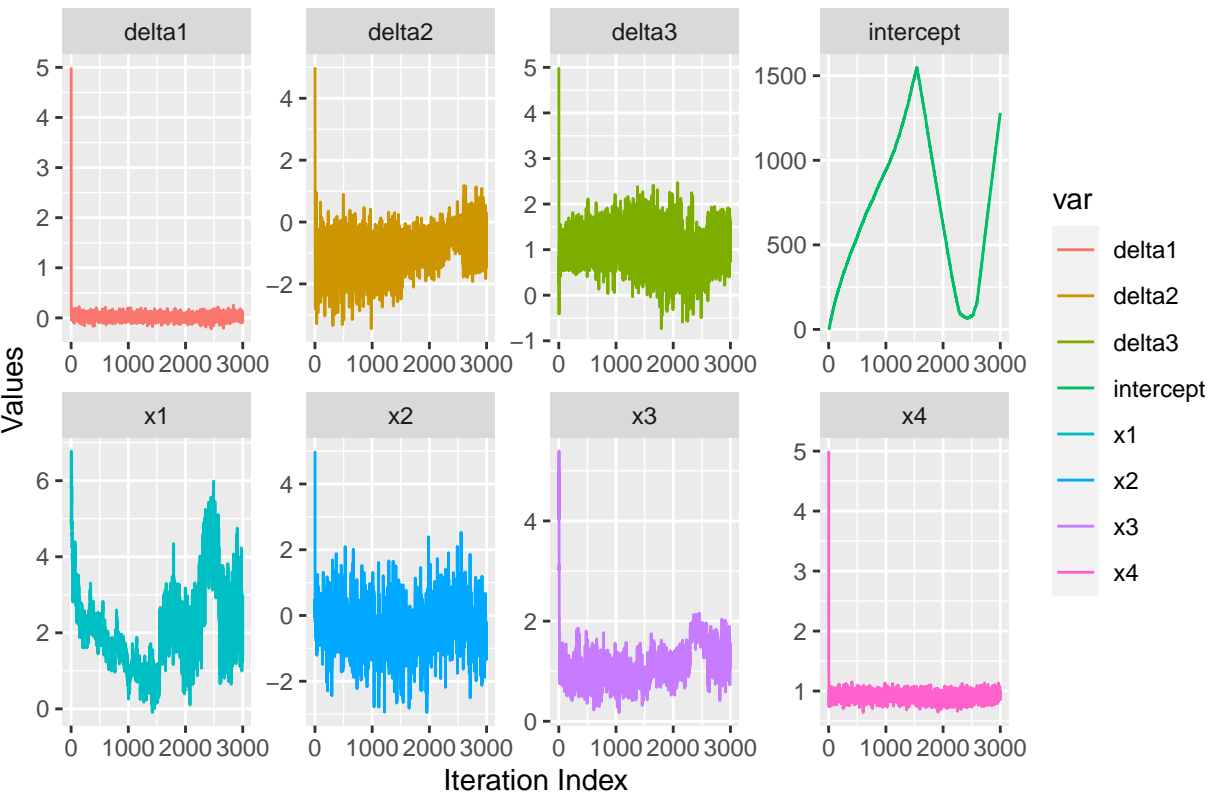 delta1 delta2 delta3 intercept
5
4
3
2
1
0
0 1000 2000 3000
4
2
0
−2
0 1000 2000 3000
5
4
3
2
1
0
−1
0 1000 2000 3000
1500
1000
500
0
0 1000 2000 3000
x1 x2 x3 x4
6
4
2
0
0 1000 2000 3000
4
2
0
−2
0 1000 2000 3000
4
2
0
0 1000 2000 3000
5
4
3
2
1
0 1000 2000 3000
Values
Iteration Index
var
delta1
delta2
delta3
intercept
x1
x2
x3
x4